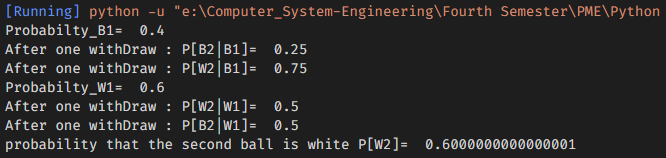 [Running] python -u "e:\Computer_System-Engineering\Fourth Semester\PME\Python
Probabilty_B1=  0.4
After one withDraw : P[B2|B1]=  0.25
After one withDraw : P[W2|B1]=  0.75
Probabilty_W1=  0.6
After one withDraw : P[W2|W1]=  0.5
After one withDraw : P[B2|W1]=  0.5
probability that the second ball is white P[W2]=  0.6000000000000001